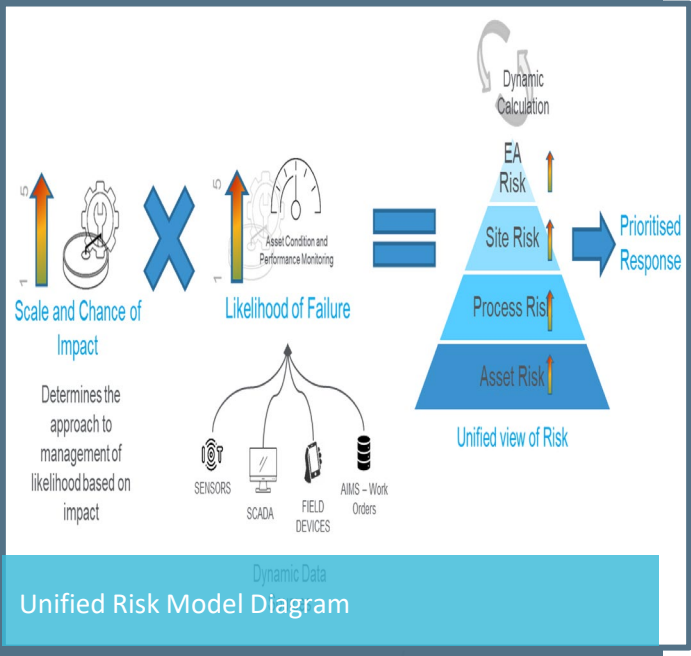 Dynamic
Calculation
EA
Risk
Site Risk
Process Risk
Asset Risk
Unified view of Risk
Prioritised
Response
5
1
Scale and Chance of
Impact
Determines the
approach to
management of
likelihood based on
impact
5
1
Asset Condition and
Performance Monitoring
Likelihood of Failure
IOT
SENSORS
SCADA
FIELD
DEVICES
AIMS – Work
Orders
Dynamic Data
Unified Risk Model Diagram